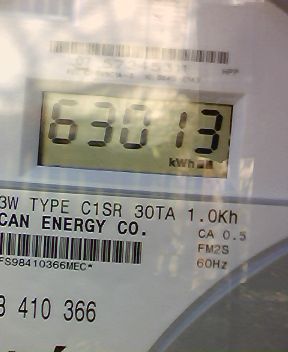 63013
kWh
3W TYPE C1SR 30TA 1.0Kh
CAN ENERGY CO.
CA 0.5
FM2S
FS98410366MEC*
60Hz
8 410 366